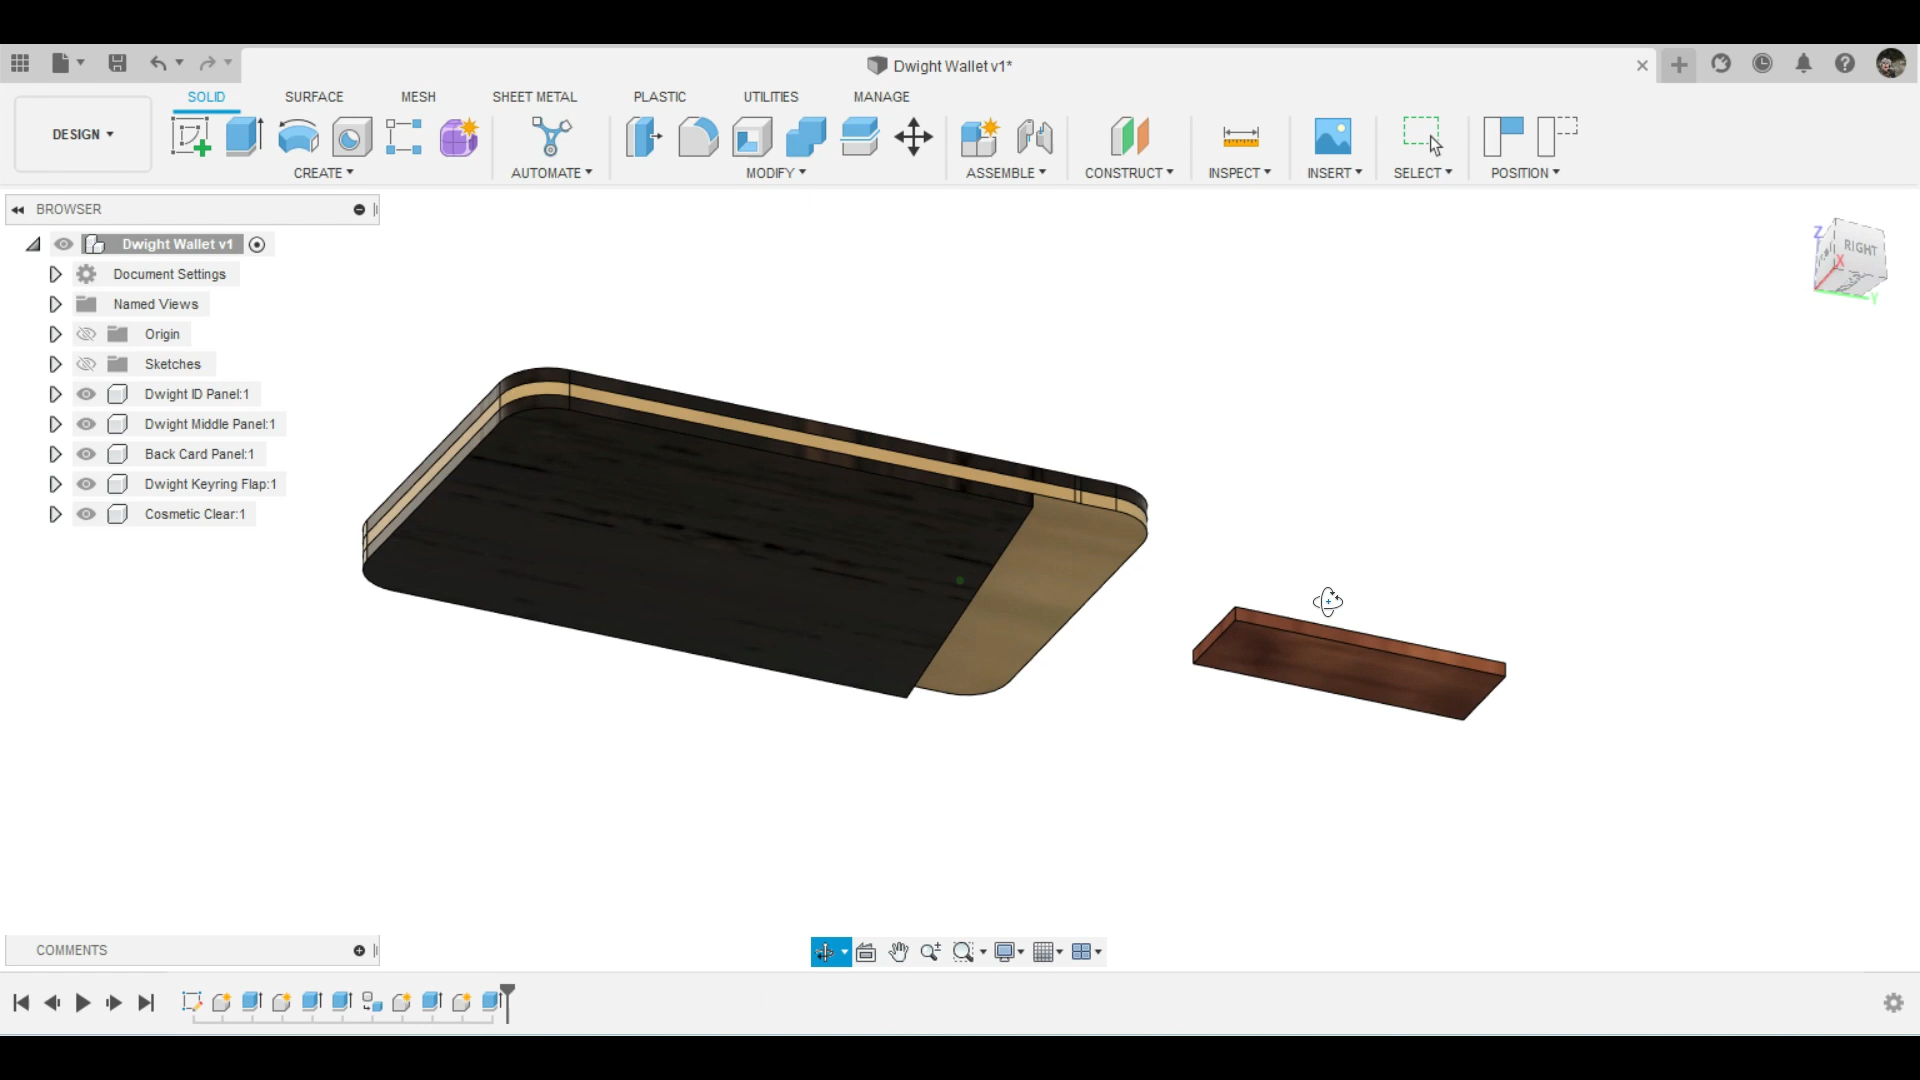 Dwight Wallet v1*
SOLID SURFACE MESH SHEET METAL PLASTIC UTILITIES MANAGE
DESIGN
CREATE AUTOMATE MODIFY ASSEMBLE CONSTRUCT INSPECT INSERT SELECT POSITION
BROWSER
Dwight Wallet v1
Document Settings
Named Views
Origin
Sketches
Dwight ID Panel:1
Dwight Middle Panel:1
Back Card Panel:1
Dwight Keyring Flap:1
Cosmetic Clear:1
Z
RIGHT
X
Y
COMMENTS